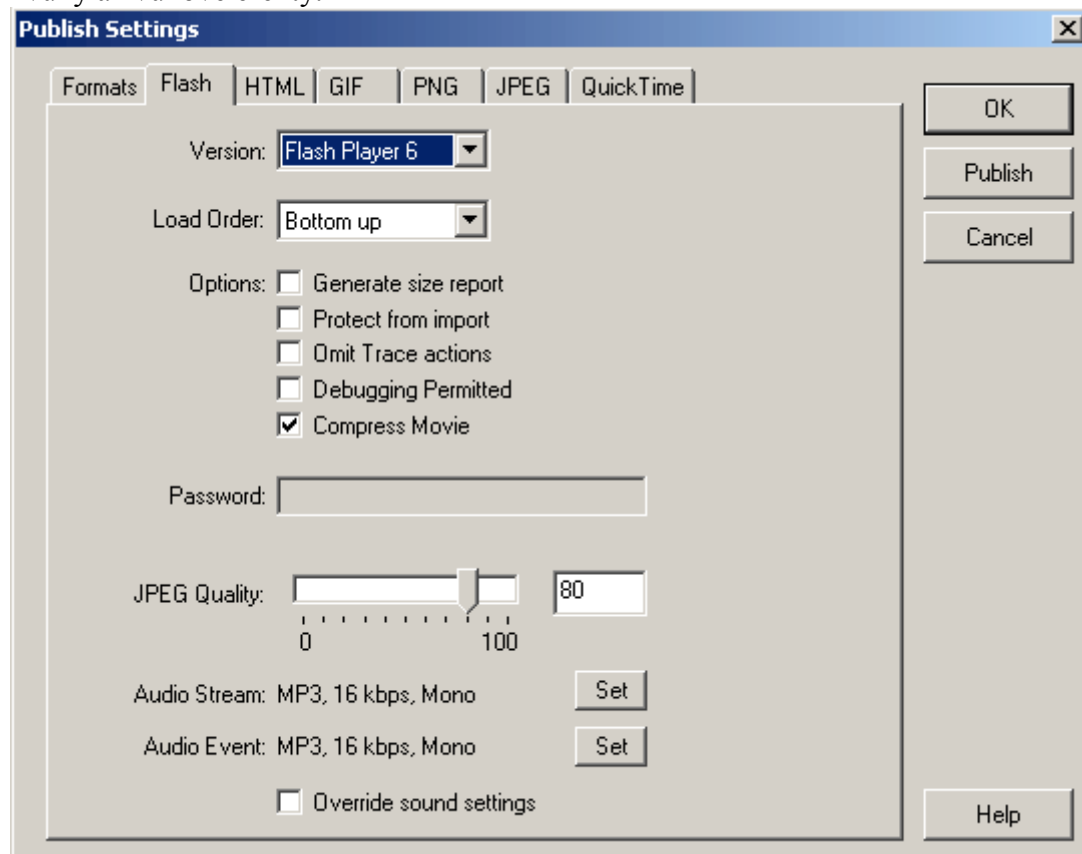 Publish Settings
Formats Flash HTML GIF PNG JPEG QuickTime
OK
Version: Flash Player 6
Publish
Load Order: Bottom up
Cancel
Options: Generate size report
Protect from import
Omit Trace actions
Debugging Permitted
Compress Movie
Password:
JPEG Quality: 80
0 100
Audio Stream: MP3, 16 kbps, Mono Set
Audio Event: MP3, 16 kbps, Mono Set
Override sound settings
Help